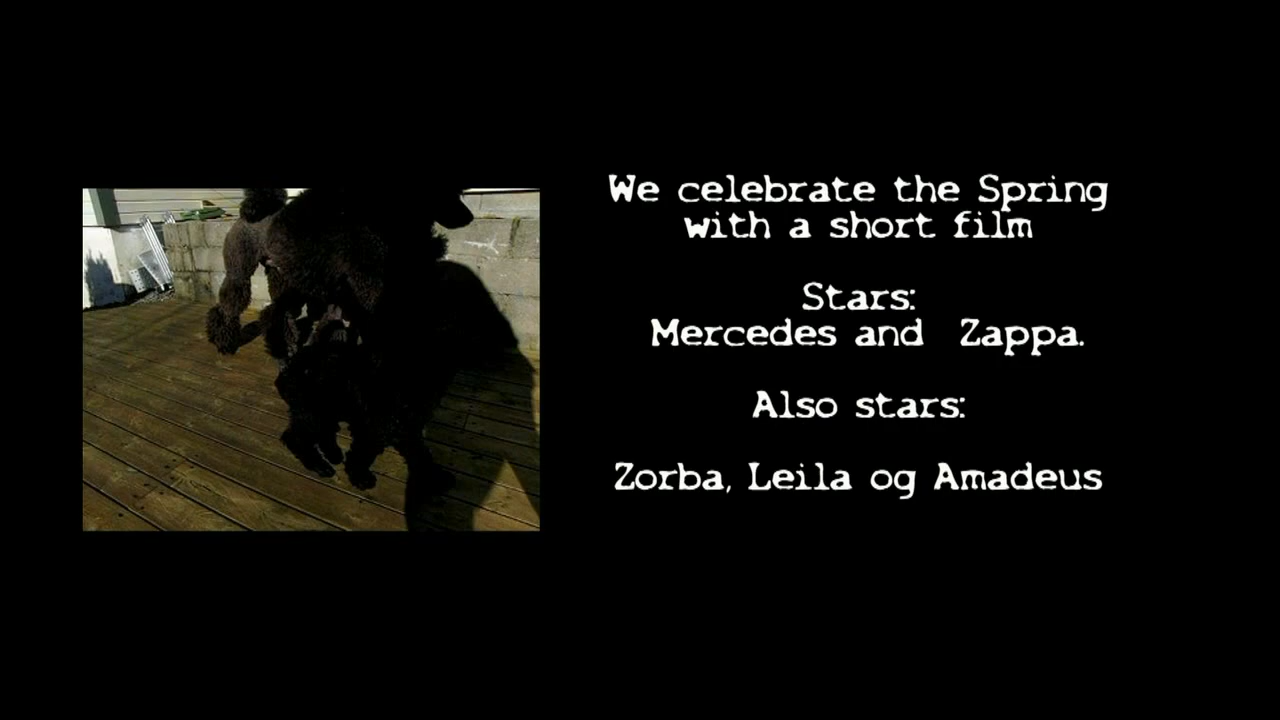 We celebrate the Spring
with a short film
Stars:
Mercedes and Zappa.
Also stars:
Zorba, Leila og Amadeus